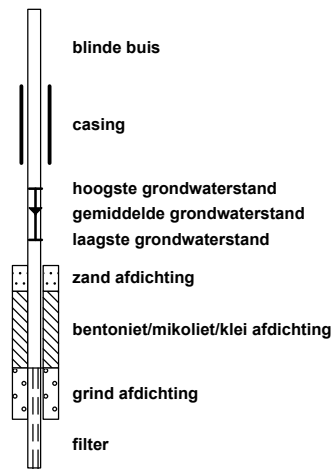 blinde buis
casing
hoogste grondwaterstand
gemiddelde grondwaterstand
laagste grondwaterstand
zand afdichting
bentoniet/mikoliet/klei afdichting
grind afdichting
filter